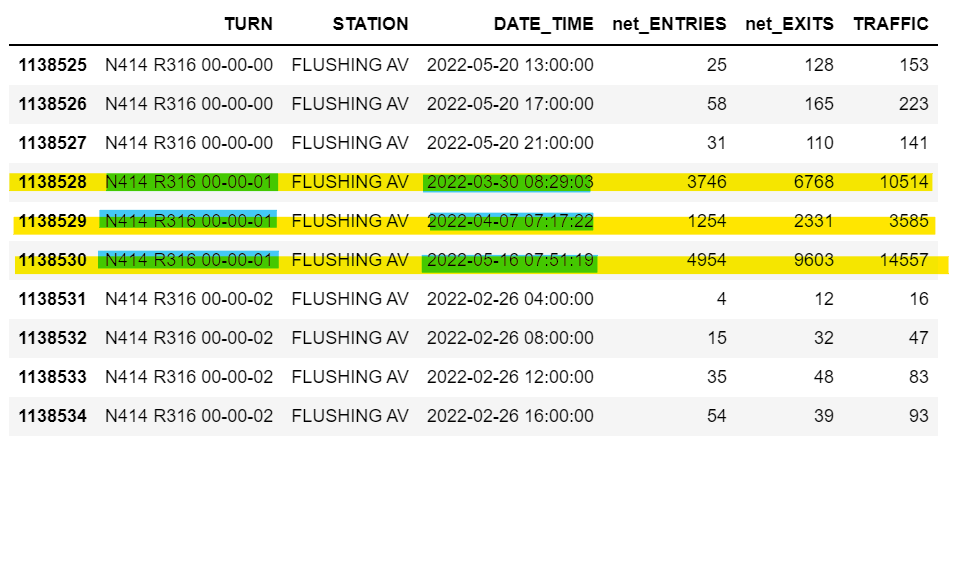 TURN STATION DATE_TIME net_ENTRIES net_EXITS TRAFFIC
1138525 N414 R316 00-00-00 FLUSHING AV 2022-05-20 13:00:00 25 128 153
1138526 N414 R316 00-00-00 FLUSHING AV 2022-05-20 17:00:00 58 165 223
1138527 N414 R316 00-00-00 FLUSHING AV 2022-05-20 21:00:00 31 110 141
1138528 N414 R316 00-00-01 FLUSHING AV 2022-03-30 08:29:03 3746 6768 10514
1138529 N414 R316 00-00-01 FLUSHING AV 2022-04-07 07:17:22 1254 2331 3585
1138530 N414 R316 00-00-01 FLUSHING AV 2022-05-16 07:51:19 4954 9603 14557
1138531 N414 R316 00-00-02 FLUSHING AV 2022-02-26 04:00:00 4 12 16
1138532 N414 R316 00-00-02 FLUSHING AV 2022-02-26 08:00:00 15 32 47
1138533 N414 R316 00-00-02 FLUSHING AV 2022-02-26 12:00:00 35 48 83
1138534 N414 R316 00-00-02 FLUSHING AV 2022-02-26 16:00:00 54 39 93